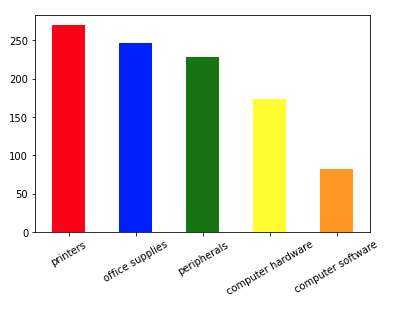 250
200
150
100
50
0
printers
office supplies
peripherals
computer hardware
computer software